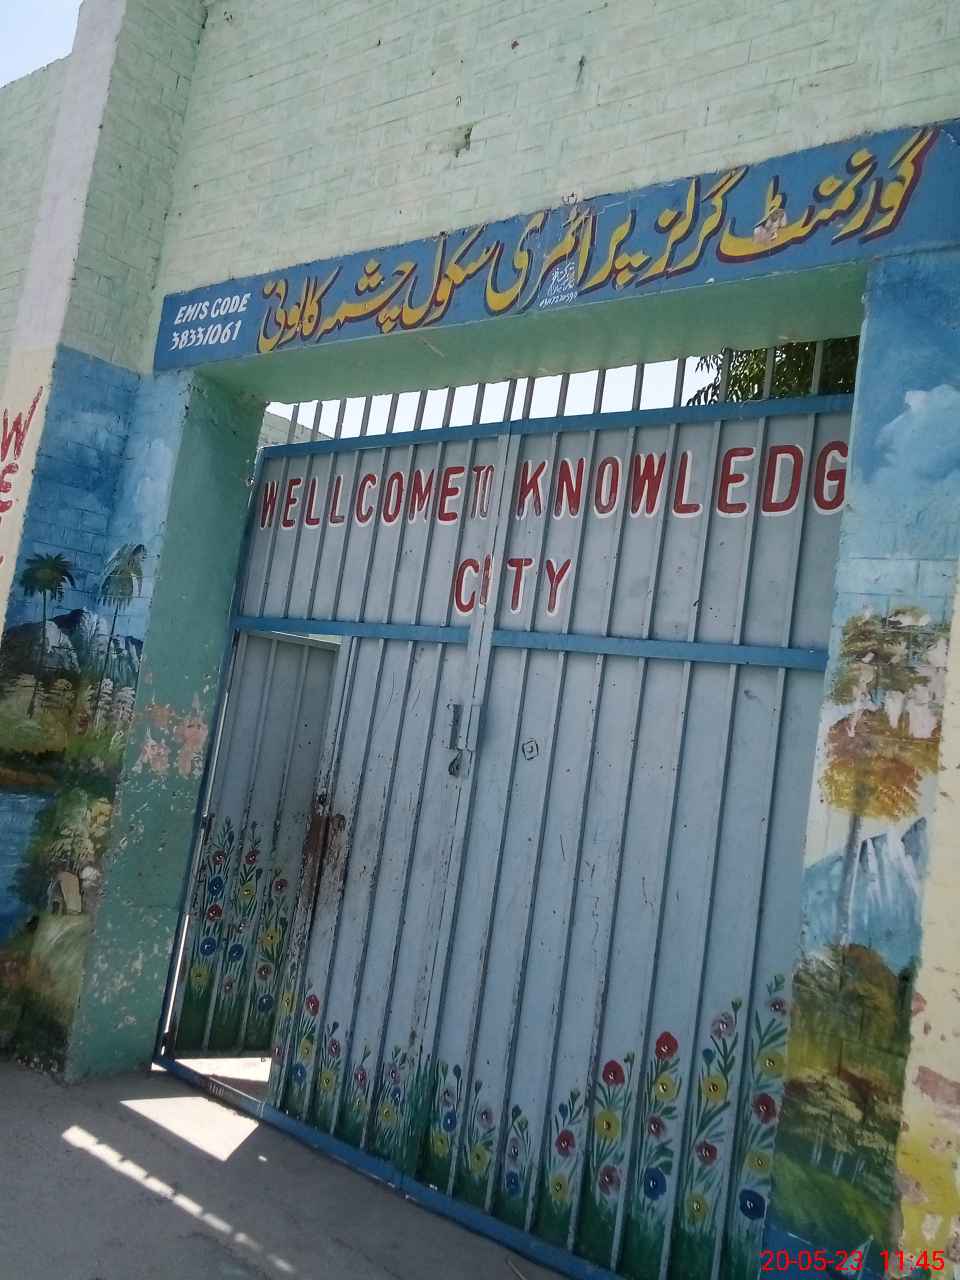 گورنمنٹ گرلز پرائمری سکول چشمہ کالونی
EMIS CODE
38331061
WELLCOME TO KNOWLEDG
CITY
20-05-23 11:45